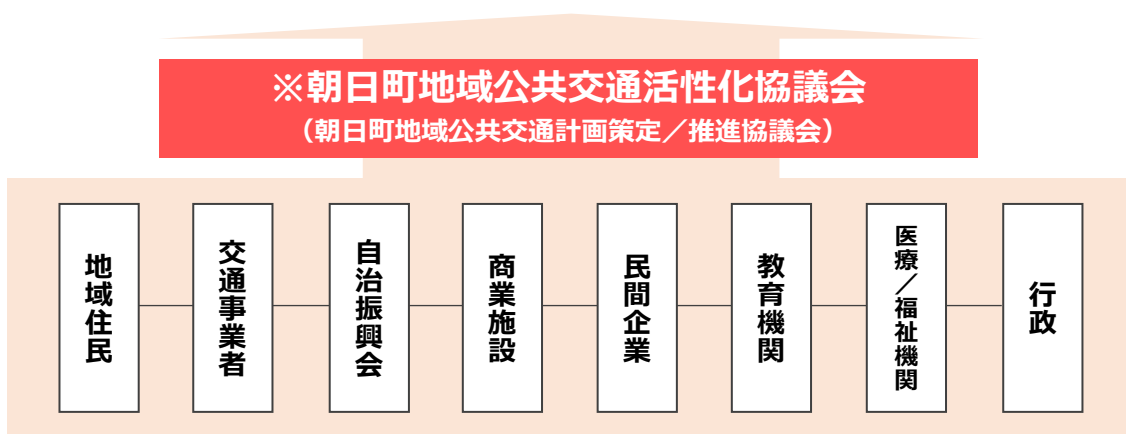 ※朝日町地域公共交通活性化協議会
（朝日町地域公共交通計画策定／推進協議会）
地域住民
交通事業者
自治振興会
商業施設
民間企業
教育機関
医療／福祉機関
行政